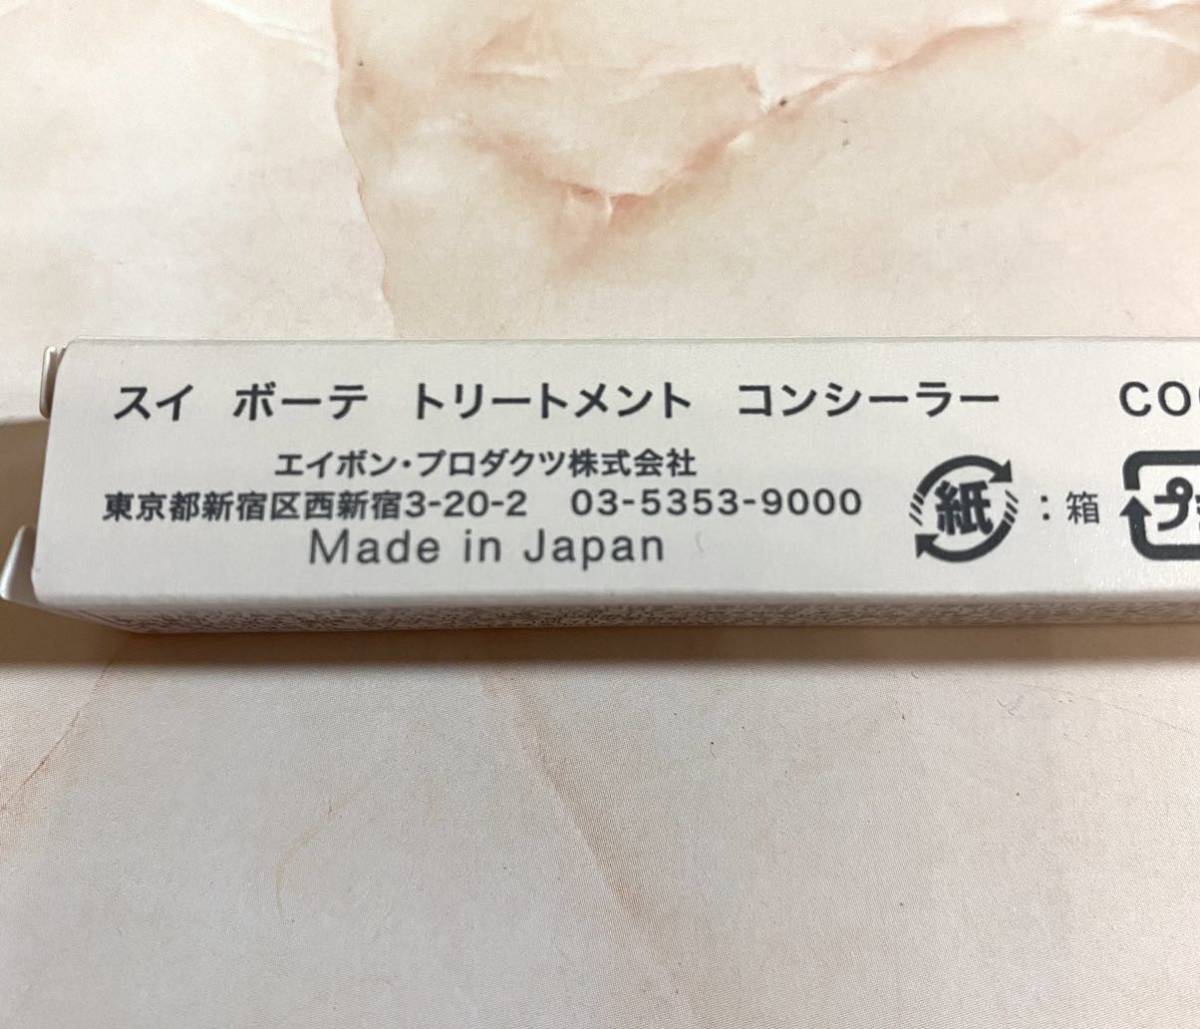 スイ ボーテ トリートメント コンシーラー
エイボン・プロダクツ株式会社
東京都新宿区西新宿3-20-2 03-5353-9000
Made in Japan
紙:箱